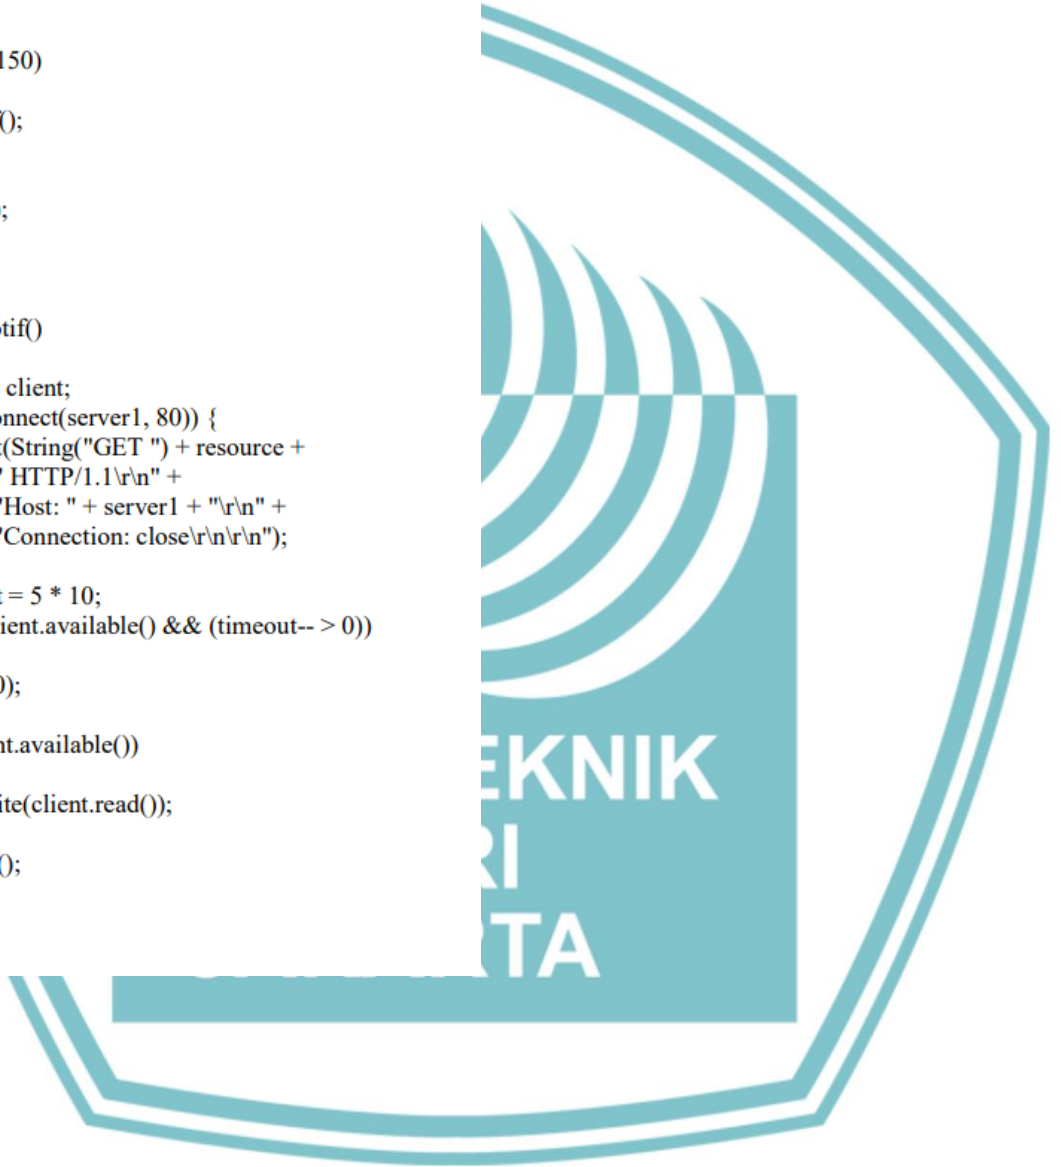 150)
();
;
tif()
client;
onnect(server1, 80)) {
(String("GET ") + resource +
" HTTP/1.1\r\n" +
"Host: " + server1 + "\r\n" +
"Connection: close\r\n\r\n");
= 5 * 10;
ient.available() && (timeout-- > 0))
0);
nt.available())
ite(client.read());
();
EKNIK
RI
RTA